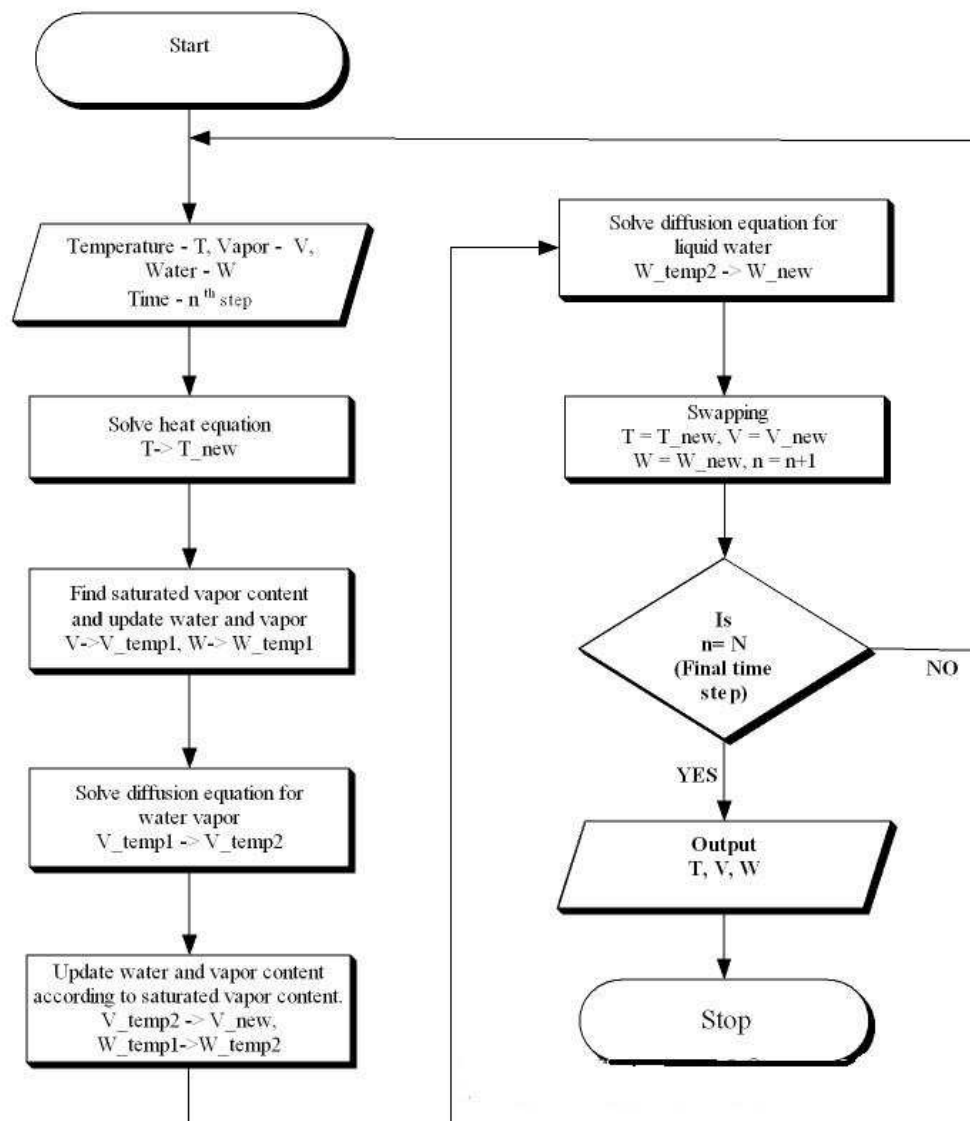 Start
Temperature - T, Vapor - V,
Water - W
Time - n th step
Solve heat equation
T-> T_new
Find saturated vapor content
and update water and vapor
V->V_temp1, W-> W_temp1
Solve diffusion equation for
water vapor
V_temp1 -> V_temp2
Update water and vapor content
according to saturated vapor content.
V_temp2 -> V_new,
W_temp1->W_temp2
Solve diffusion equation for
liquid water
W_temp2 -> W_new
Swapping
T = T_new, V = V_new
W = W_new, n = n+1
Is
n= N
(Final time
step)
NO
YES
Output
T, V, W
Stop